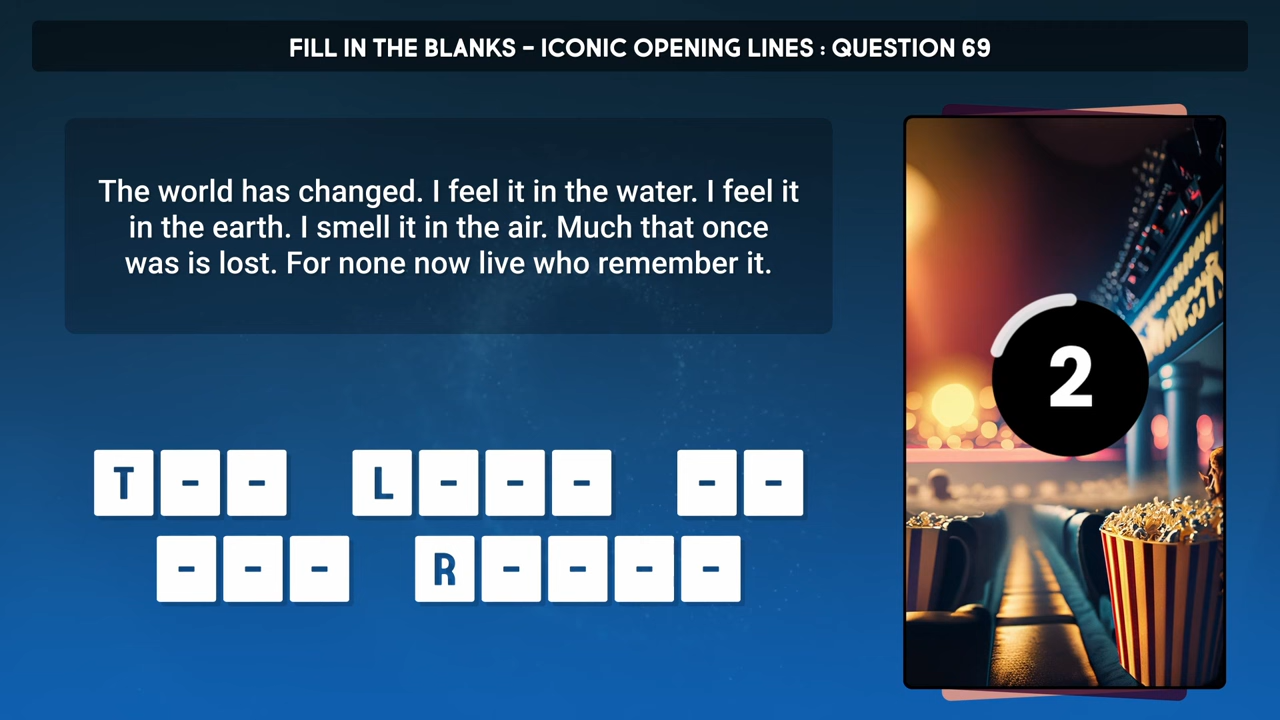 FILL IN THE BLANKS - ICONIC OPENING LINES : QUESTION 69
The world has changed. I feel it in the water. I feel it
in the earth. I smell it in the air. Much that once
was is lost. For none now live who remember it.
2
T - - L - - - - -
- - - R - - - -